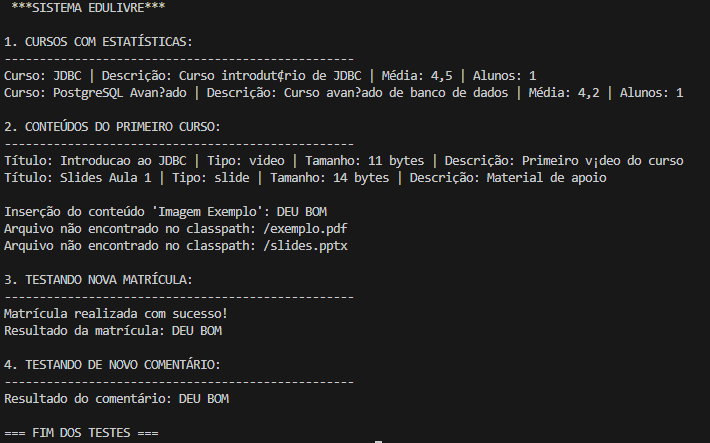 ***SISTEMA EDULIVRE***
1. CURSOS COM ESTATÍSTICAS:
--------------------------------------------------
Curso: JDBC | Descrição: Curso introdut¢rio de JDBC | Média: 4,5 | Alunos: 1
Curso: PostgreSQL Avan?ado | Descrição: Curso avan?ado de banco de dados | Média: 4,2 | Alunos: 1
2. CONTEÚDOS DO PRIMEIRO CURSO:
--------------------------------------------------
Título: Introducao ao JDBC | Tipo: video | Tamanho: 11 bytes | Descrição: Primeiro v¡deo do curso
Título: Slides Aula 1 | Tipo: slide | Tamanho: 14 bytes | Descrição: Material de apoio
Inserção do conteúdo 'Imagem Exemplo': DEU BOM
Arquivo não encontrado no classpath: /exemplo.pdf
Arquivo não encontrado no classpath: /slides.pptx
3. TESTANDO NOVA MATRÍCULA:
--------------------------------------------------
Matrícula realizada com sucesso!
Resultado da matrícula: DEU BOM
4. TESTANDO DE NOVO COMENTÁRIO:
--------------------------------------------------
Resultado do comentário: DEU BOM
=== FIM DOS TESTES ===